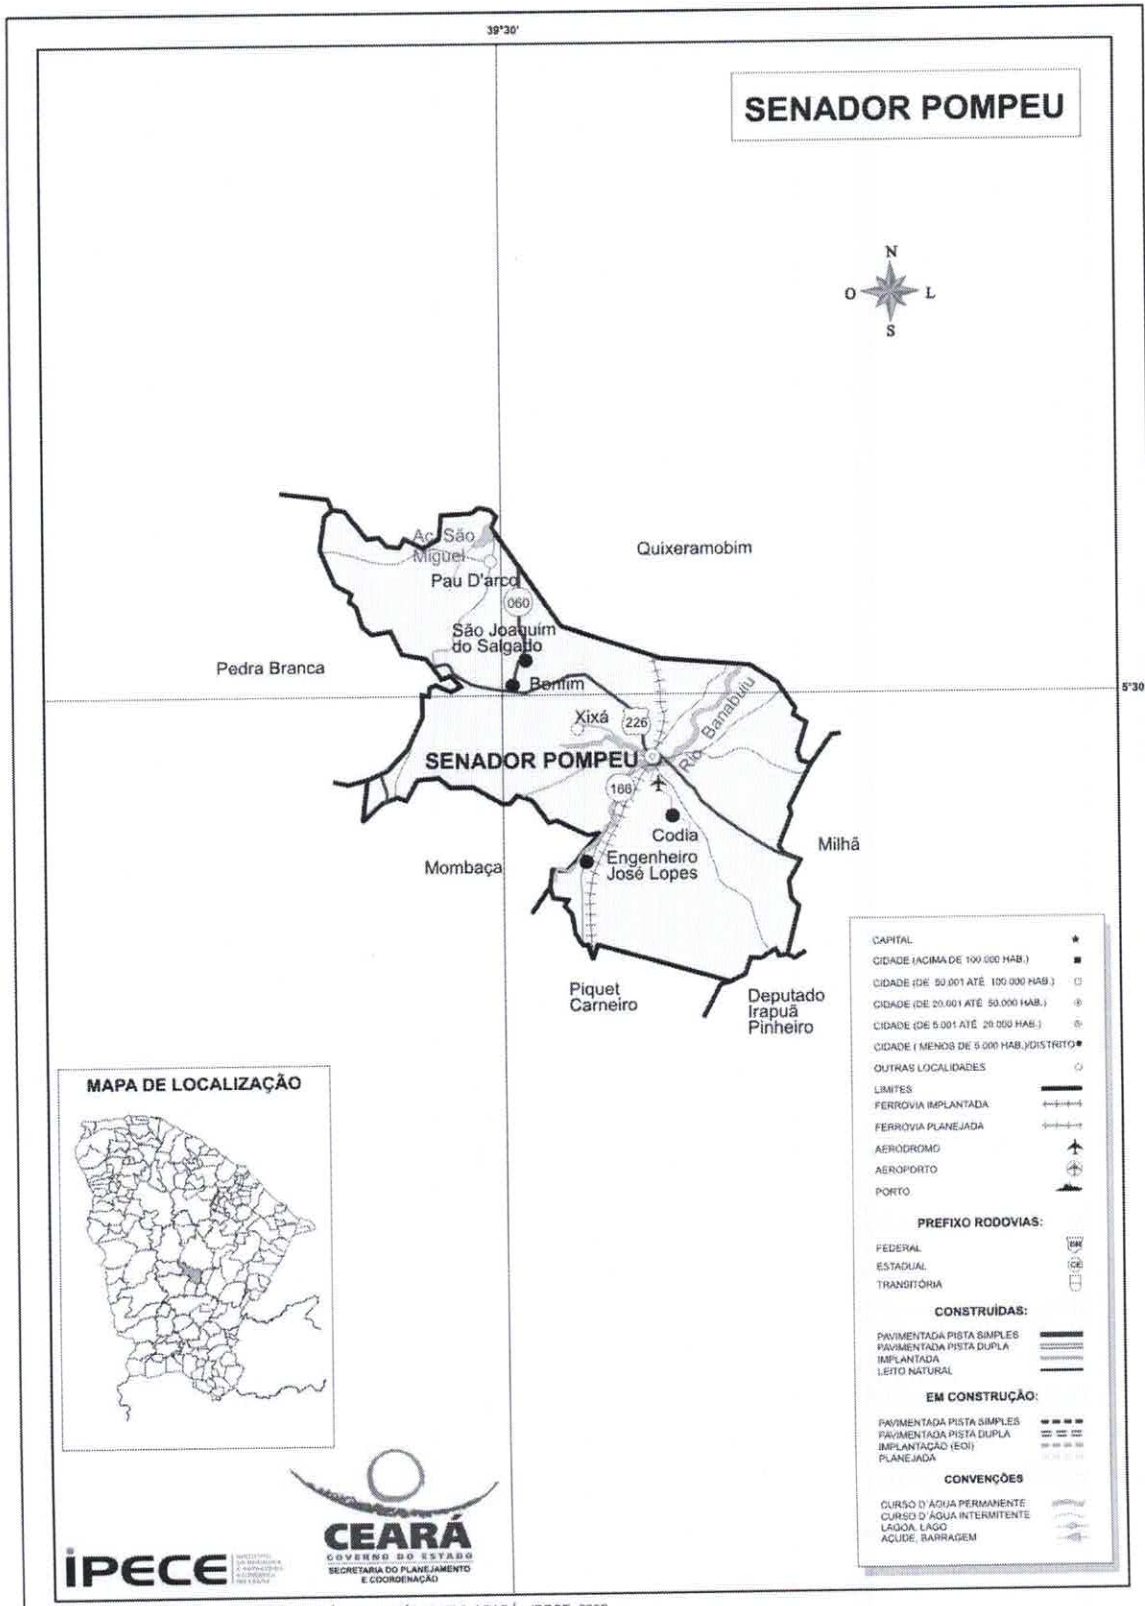 39°30'
SENADOR POMPEU
N
O
L
S
Aç. São
Miguel
Quixeramobim
Pau D'arco
060
São Joaquim
do Salgado
Pedra Branca
Bonfim
5°30
Xixá
226
Rio Banabuiu
SENADOR POMPEU
166
Codia
Milhã
Engenheiro
José Lopes
Mombaça
Piquet
Carneiro
Deputado
Irapuã
Pinheiro
CAPITAL
CIDADE (ACIMA DE 100.000 HAB.)
CIDADE (DE 50.001 ATÉ 100.000 HAB.)
CIDADE (DE 20.001 ATÉ 50.000 HAB.)
CIDADE (DE 5.001 ATÉ 20.000 HAB.)
CIDADE ( MENOS DE 5.000 HAB.)/DISTRITO
OUTRAS LOCALIDADES
LIMITES
FERROVIA IMPLANTADA
FERROVIA PLANEJADA
AERÓDROMO
AEROPORTO
PORTO
PREFIXO RODOVIAS:
FEDERAL BR
ESTADUAL CE
TRANSITÓRIA
CONSTRUÍDAS:
PAVIMENTADA PISTA SIMPLES
PAVIMENTADA PISTA DUPLA
IMPLANTADA
LEITO NATURAL
EM CONSTRUÇÃO:
PAVIMENTADA PISTA SIMPLES
PAVIMENTADA PISTA DUPLA
IMPLANTAÇÃO (EOI)
PLANEJADA
CONVENÇÕES
CURSO D'ÁGUA PERMANENTE
CURSO D'ÁGUA INTERMITENTE
LAGOA, LAGO
AÇUDE, BARRAGEM
MAPA DE LOCALIZAÇÃO
IPECE
CEARÁ
GOVERNO DO ESTADO
SECRETARIA DO PLANEJAMENTO
E COORDENAÇÃO